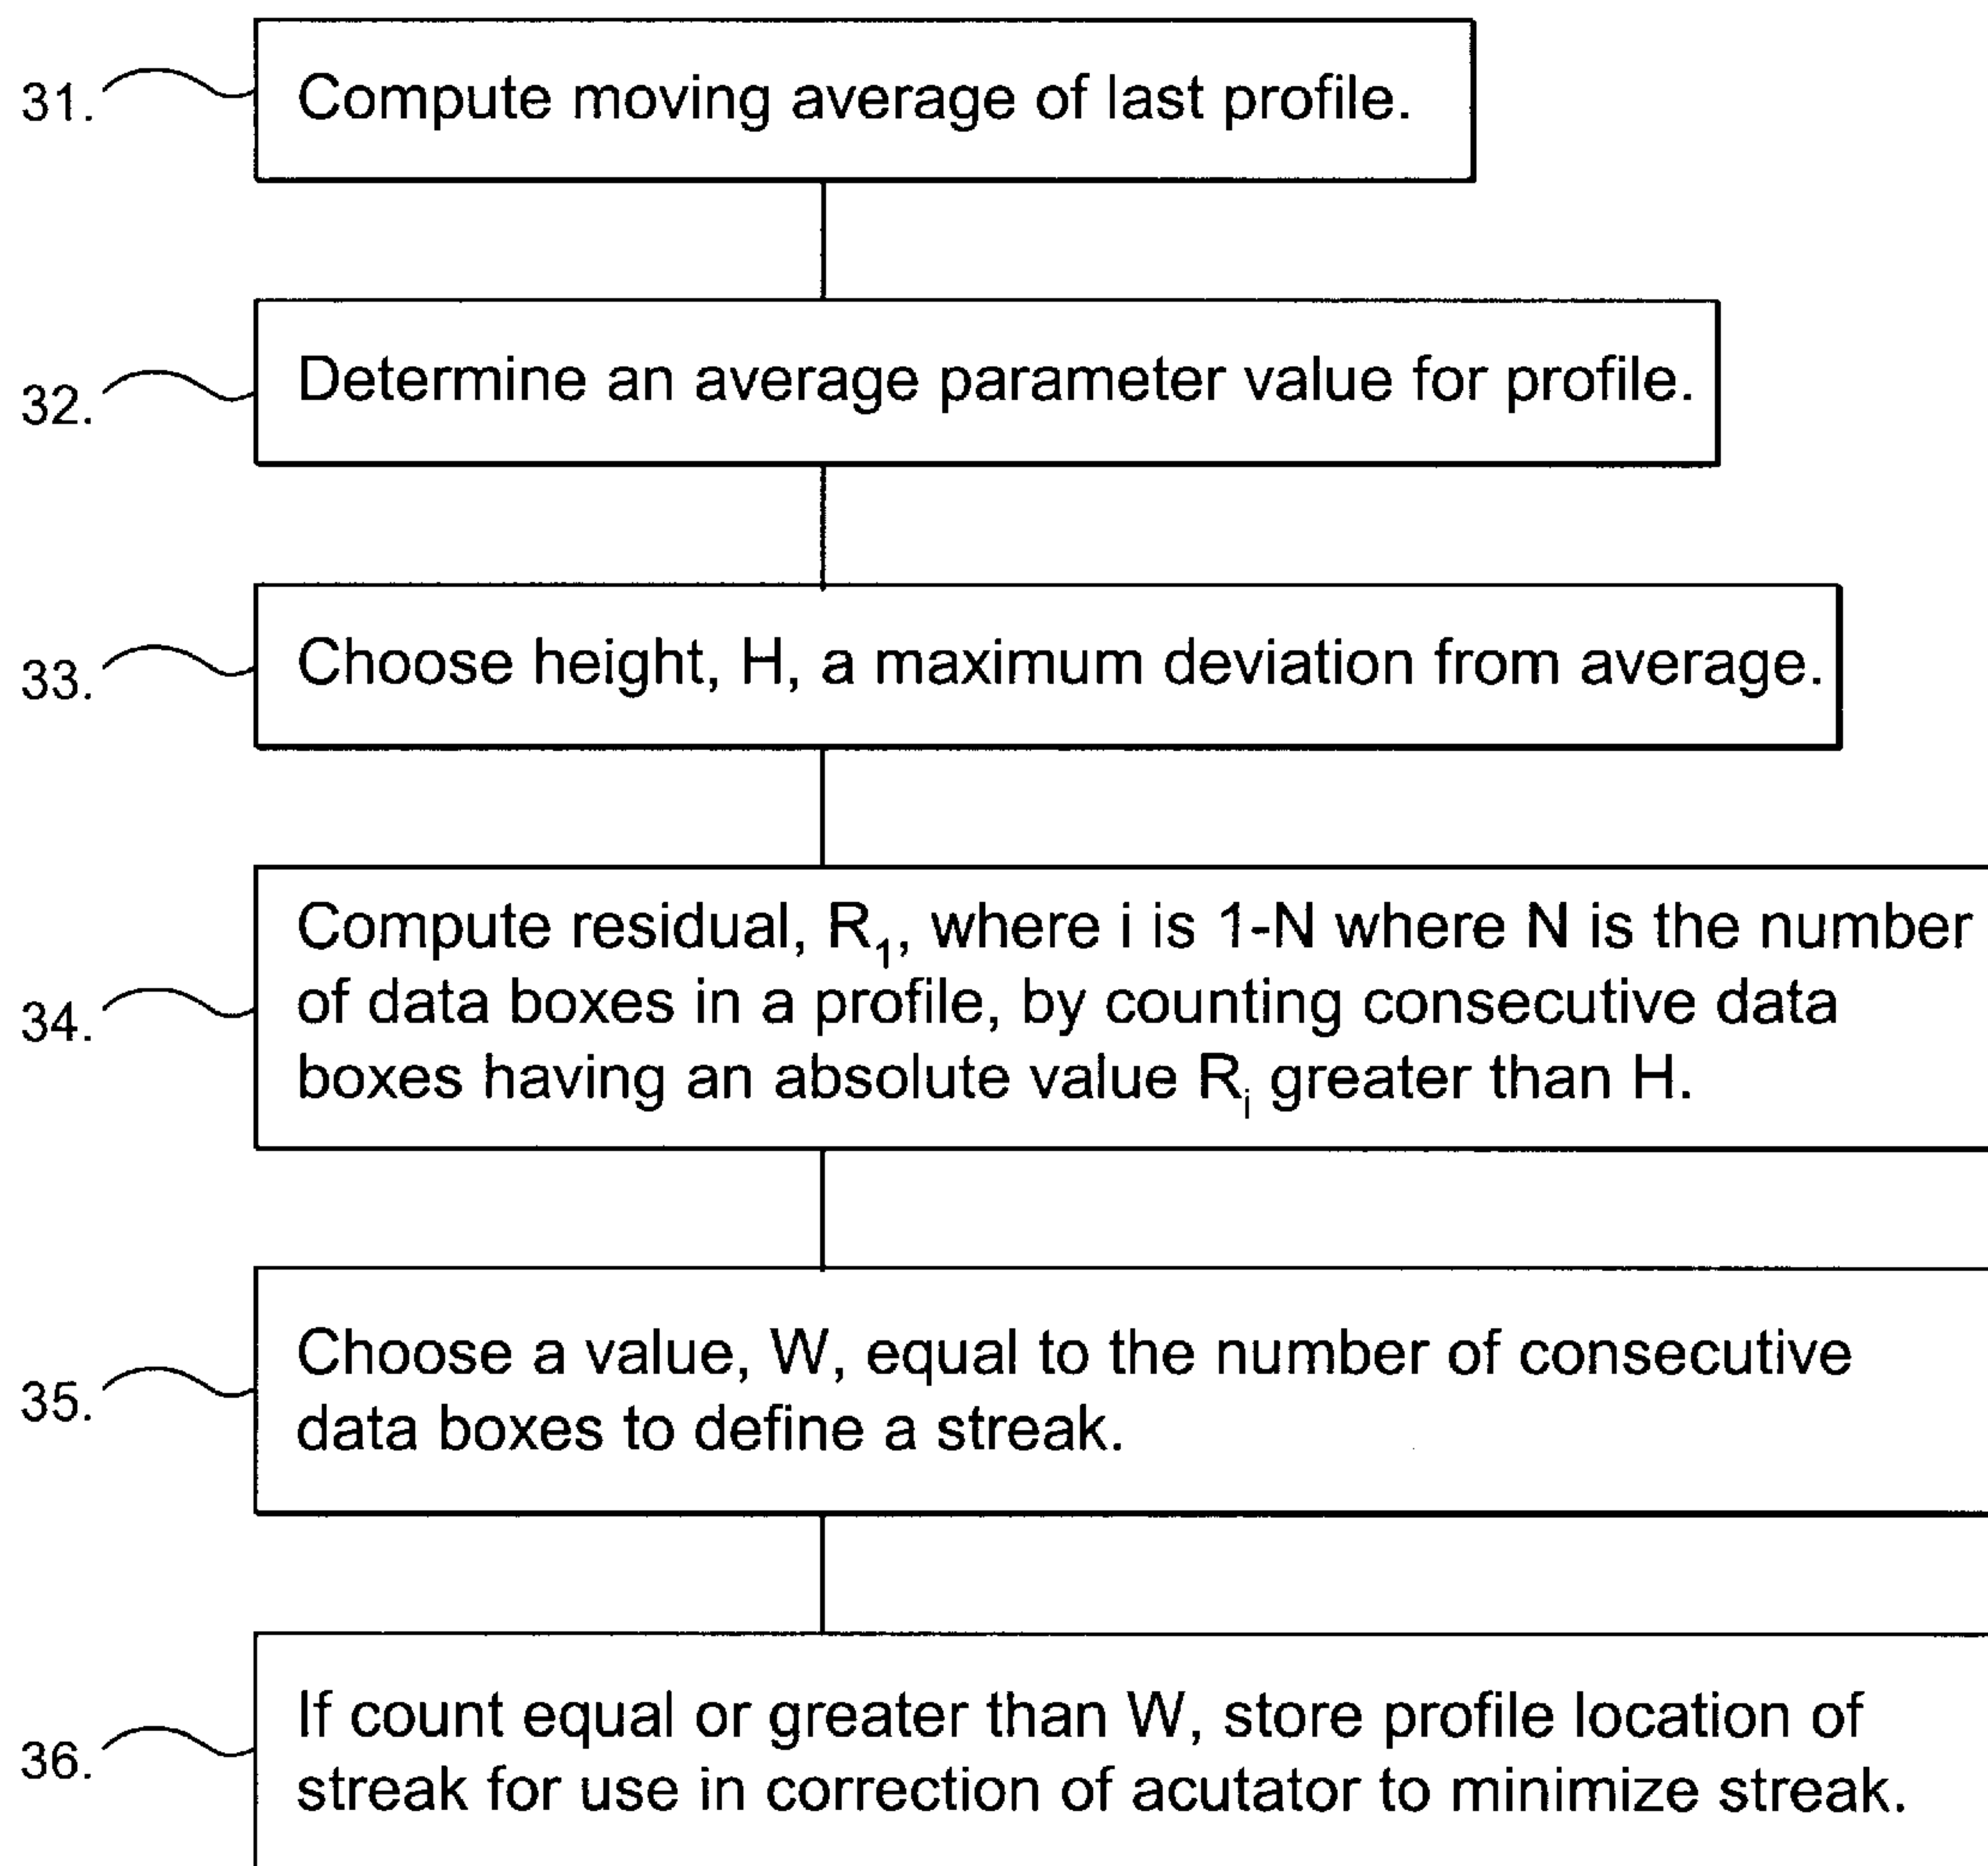 31. Compute moving average of last profile.
32. Determine an average parameter value for profile.
33. Choose height, H, a maximum deviation from average.
34. Compute residual, R₁, where i is 1-N where N is the number
of data boxes in a profile, by counting consecutive data
boxes having an absolute value Rᵢ greater than H.
35. Choose a value, W, equal to the number of consecutive
data boxes to define a streak.
36. If count equal or greater than W, store profile location of
streak for use in correction of acutator to minimize streak.